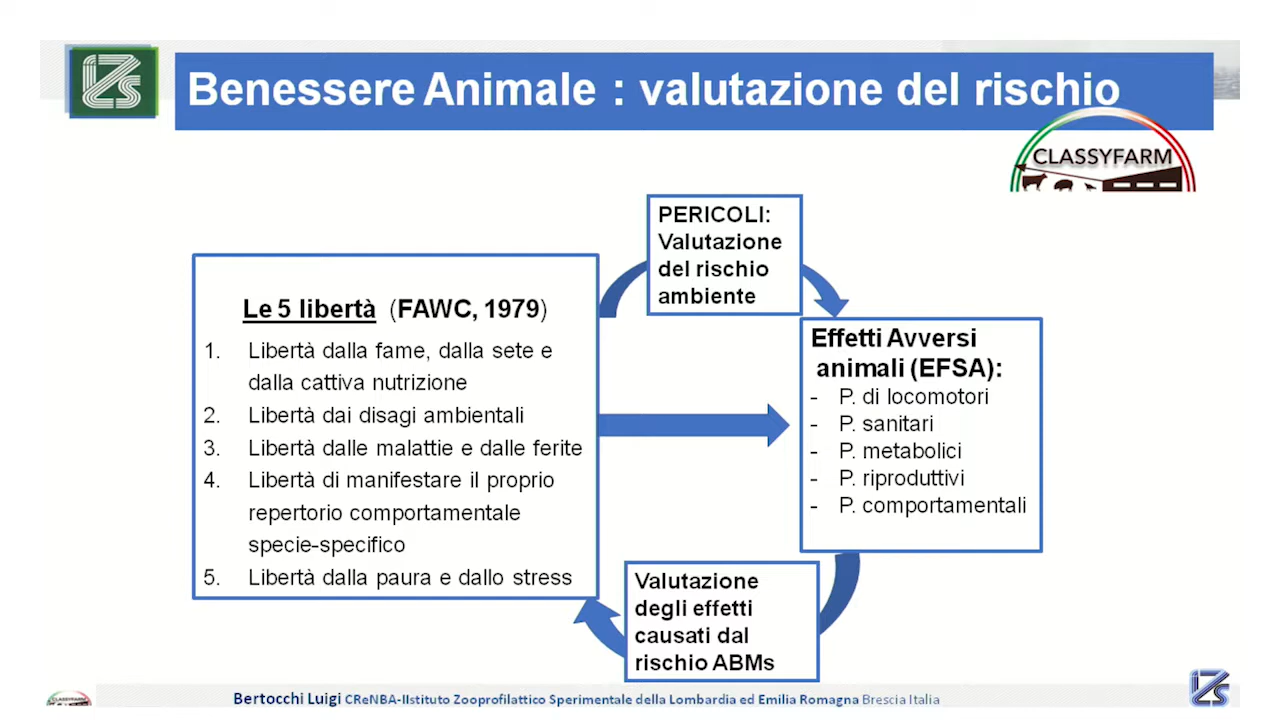 Benessere Animale : valutazione del rischio
CLASSYFARM
PERICOLI:
Valutazione
del rischio
ambiente
Le 5 libertà (FAWC, 1979)
1. Libertà dalla fame, dalla sete e
dalla cattiva nutrizione
2. Libertà dai disagi ambientali
3. Libertà dalle malattie e dalle ferite
4. Libertà di manifestare il proprio
repertorio comportamentale
specie-specifico
5. Libertà dalla paura e dallo stress
Effetti Avversi
animali (EFSA):
- P. di locomotori
- P. sanitari
- P. metabolici
- P. riproduttivi
- P. comportamentali
Valutazione
degli effetti
causati dal
rischio ABMs
CLASSYFARM
Bertocchi Luigi CReNBA-IIstituto Zooprofilattico Sperimentale della Lombardia ed Emilia Romagna Brescia Italia